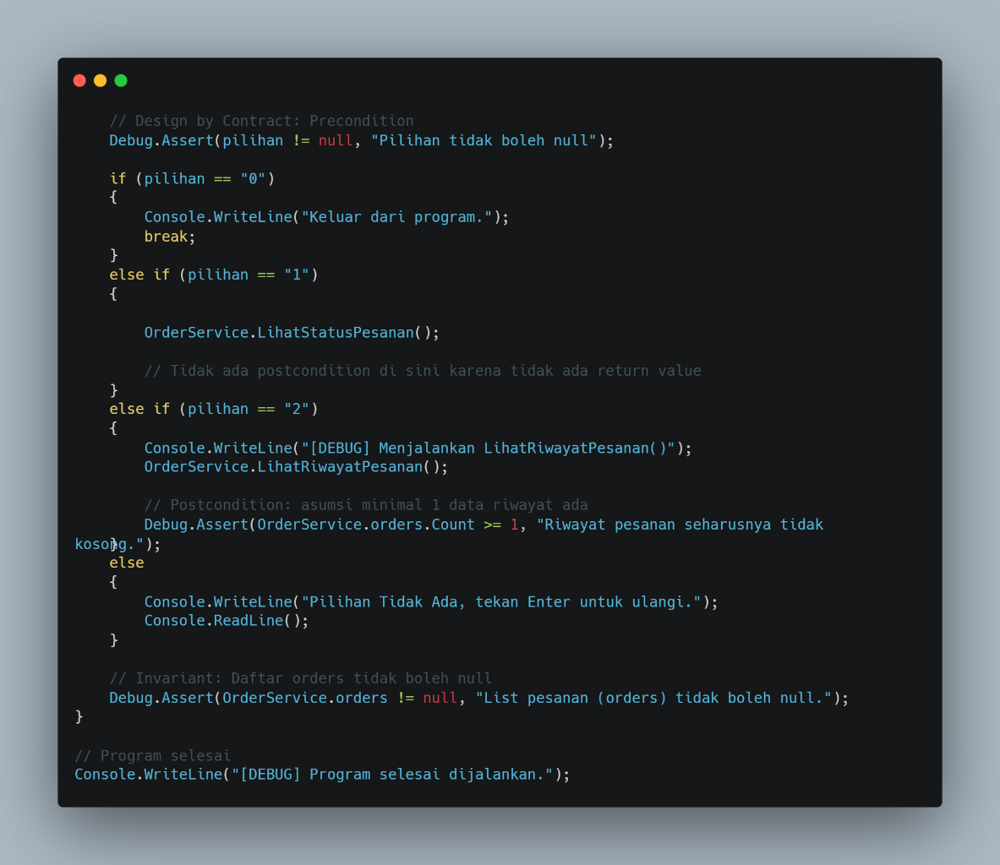 // Design by Contract: Precondition
    Debug.Assert(pilihan != null, "Pilihan tidak boleh null");

    if (pilihan == "0")
    {
        Console.WriteLine("Keluar dari program.");
        break;
    }
    else if (pilihan == "1")
    {

        OrderService.LihatStatusPesanan();

        // Tidak ada postcondition di sini karena tidak ada return value
    }
    else if (pilihan == "2")
    {
        Console.WriteLine("[DEBUG] Menjalankan LihatRiwayatPesanan()");
        OrderService.LihatRiwayatPesanan();

        // Postcondition: asumsi minimal 1 data riwayat ada
        Debug.Assert(OrderService.orders.Count >= 1, "Riwayat pesanan seharusnya tidak
kosong.");
    }
    else
    {
        Console.WriteLine("Pilihan Tidak Ada, tekan Enter untuk ulangi.");
        Console.ReadLine();
    }

    // Invariant: Daftar orders tidak boleh null
    Debug.Assert(OrderService.orders != null, "List pesanan (orders) tidak boleh null.");
}

// Program selesai
Console.WriteLine("[DEBUG] Program selesai dijalankan.");